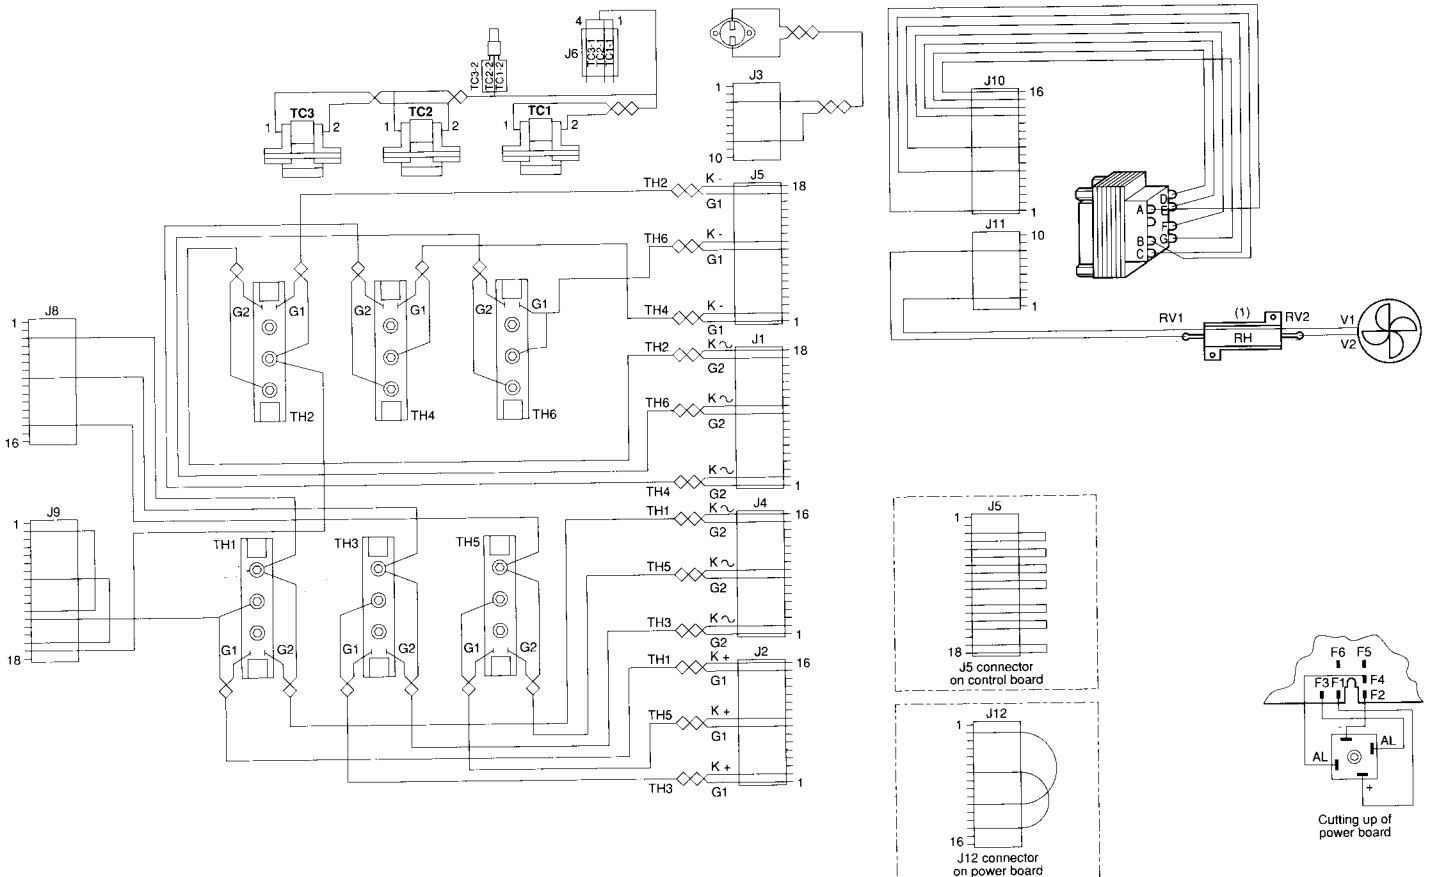 4 1
J6
TC3-1
TC2-1
TC1-1
TC3-2
TC2-2
TC1-2
TC3 TC2 TC1
1 2 1 2 1 2
J3
1
10
J10
16
1
J11
10
1
A
B
C
D
E
F
G
RV1 (1) RV2
RH
V1
V2
TH2 K - J5
G1 18
TH6 K -
G1
TH4 K -
G1 1
TH2 K ~ J1
G2 18
TH6 K ~
G2
TH4 K ~
G2 1
TH1 K ~ J4
G2 16
TH5 K ~
G2
TH3 K ~
G2 1
TH1 K + J2
G1 16
TH5 K +
G1
TH3 K +
G1 1
J8
1
16
G2 G1 G2 G1 G2 G1
TH2 TH4 TH6
J9
1
18
TH1 TH3 TH5
G1 G2 G1 G2 G1 G2
J5
1
18
J5 connector
on control board
J12
1
16
J12 connector
on power board
F6 F5
F3 F1 F4
F2
AL
AL
+
Cutting up of
power board